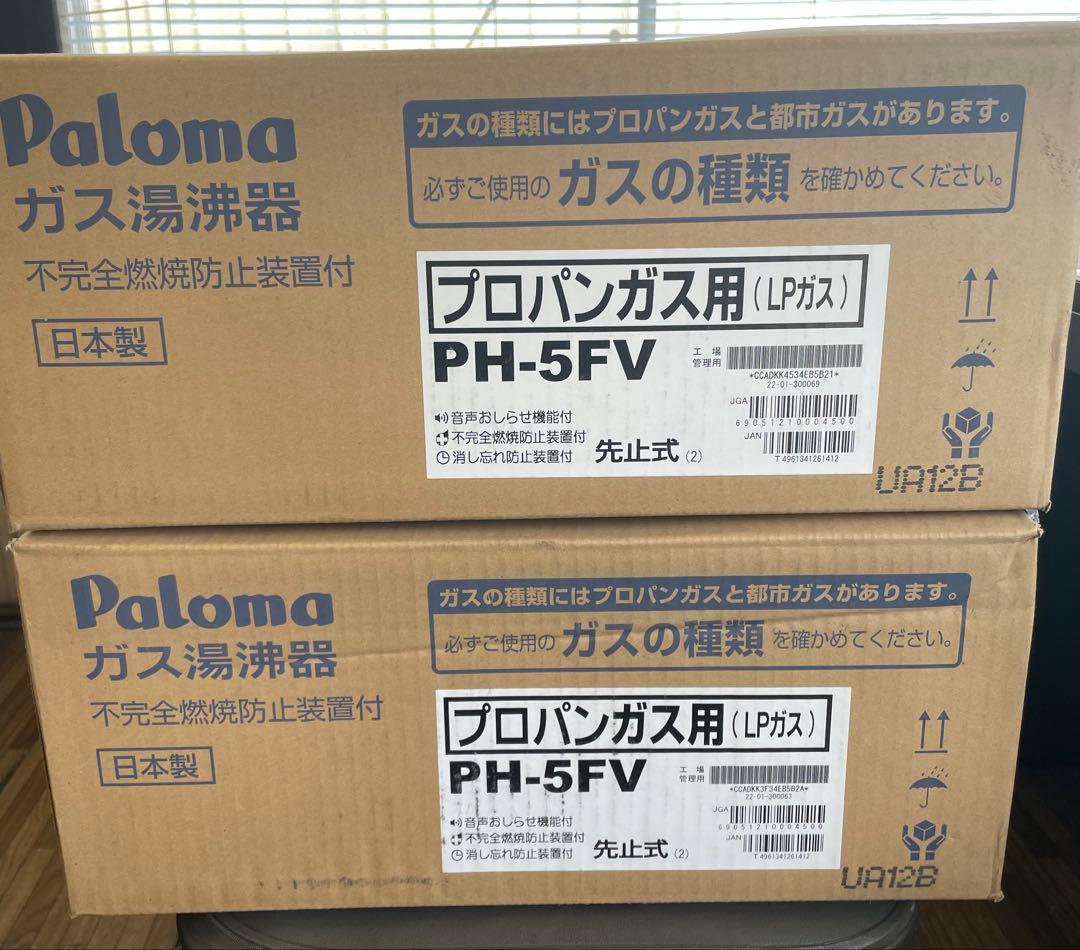 Paloma
ガス湯沸器
不完全燃焼防止装置付
日本製
ガスの種類にはプロパンガスと都市ガスがあります。
必ずご使用の ガスの種類 を確かめてください。
プロパンガス用(LPガス)
PH-5FV
工場
管理用
*CCADKK4534EB5B21*
22-01-300069
JGA
69051210004500
JAN
T 4961341261412
音声おしらせ機能付
不完全燃焼防止装置付
消し忘れ防止装置付
先止式(2)
UA12B
Paloma
ガス湯沸器
不完全燃焼防止装置付
日本製
ガスの種類にはプロパンガスと都市ガスがあります。
必ずご使用の ガスの種類 を確かめてください。
プロパンガス用(LPガス)
PH-5FV
工場
管理用
*CCADKK3F34EB5B2A*
22-01-300063
JGA
69051210004500
JAN
T 4961341261412
音声おしらせ機能付
不完全燃焼防止装置付
消し忘れ防止装置付
先止式(2)
UA12B